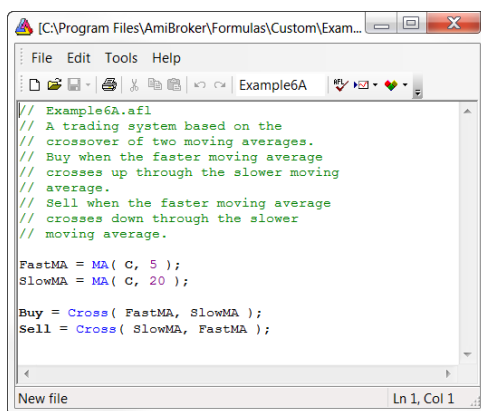 [C:\Program Files\AmiBroker\Formulas\Custom\Exam...
File Edit Tools Help
Example6A
// Example6A.afl
// A trading system based on the
// crossover of two moving averages.
// Buy when the faster moving average
// crosses up through the slower moving
// average.
// Sell when the faster moving average
// crosses down through the slower
// moving average.
FastMA = MA( C, 5 );
SlowMA = MA( C, 20 );
Buy = Cross( FastMA, SlowMA );
Sell = Cross( SlowMA, FastMA );
New file Ln 1, Col 1